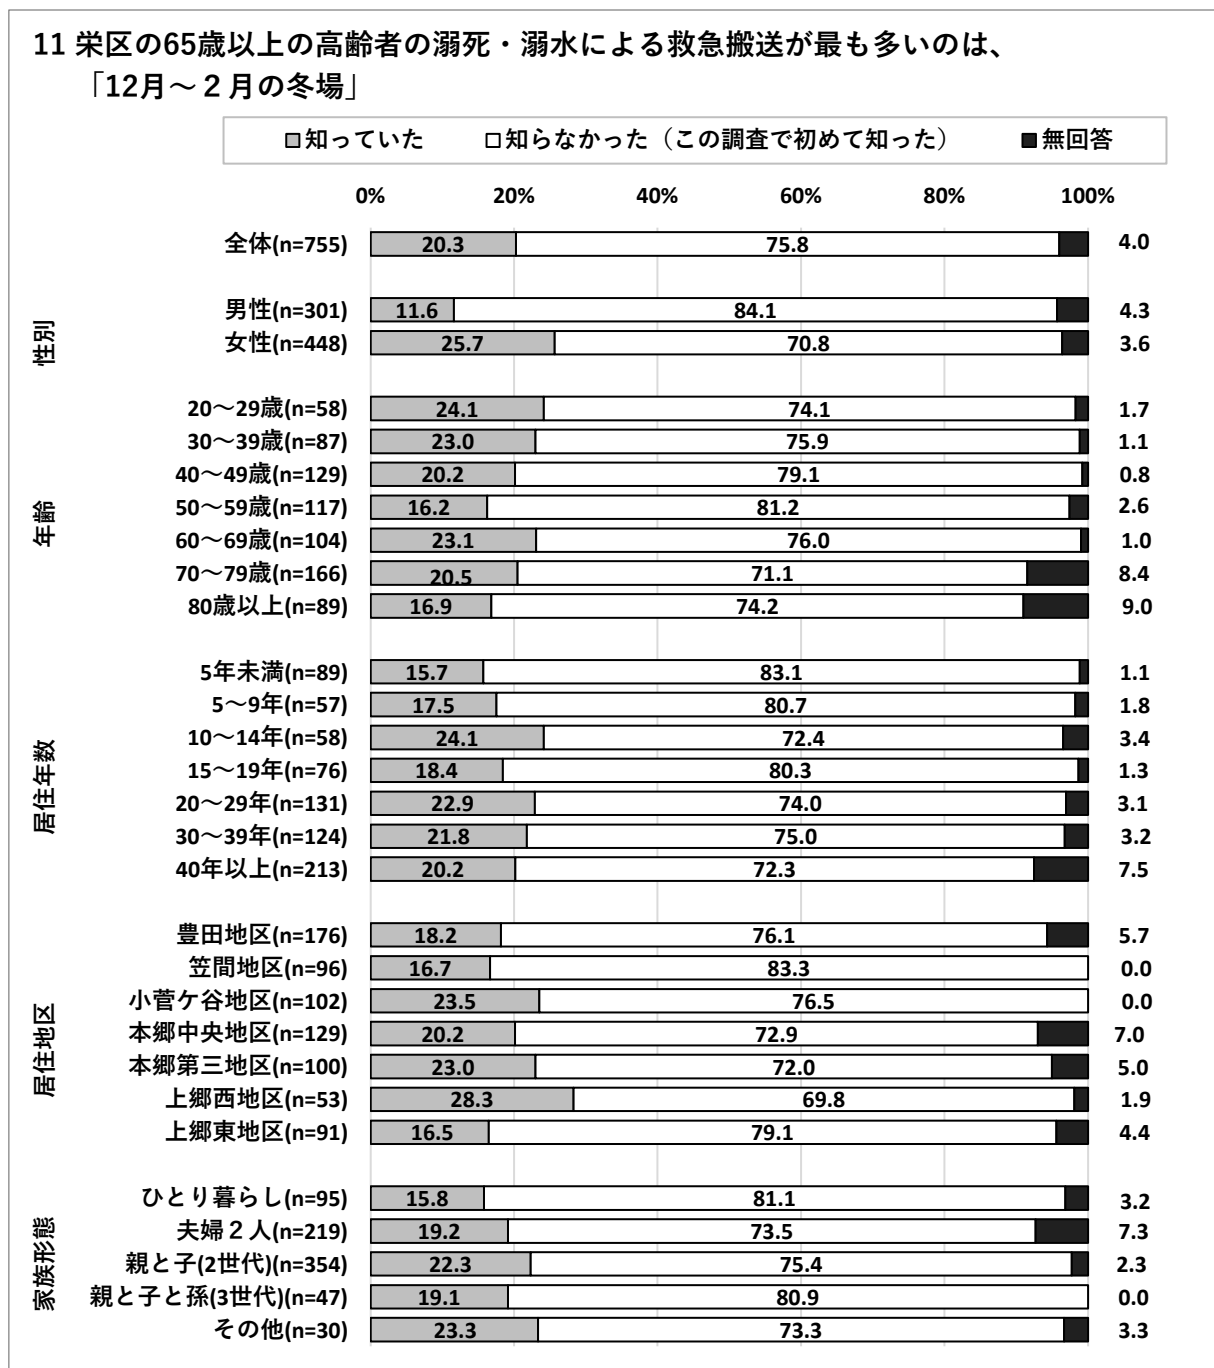 11 栄区の65歳以上の高齢者の溺死・溺水による救急搬送が最も多いのは、
「12月～２月の冬場」
知っていた 知らなかった（この調査で初めて知った） 無回答
0% 20% 40% 60% 80% 100%
全体(n=755) 20.3 75.8 4.0
性別
男性(n=301) 11.6 84.1 4.3
女性(n=448) 25.7 70.8 3.6
年齢
20～29歳(n=58) 24.1 74.1 1.7
30～39歳(n=87) 23.0 75.9 1.1
40～49歳(n=129) 20.2 79.1 0.8
50～59歳(n=117) 16.2 81.2 2.6
60～69歳(n=104) 23.1 76.0 1.0
70～79歳(n=166) 20.5 71.1 8.4
80歳以上(n=89) 16.9 74.2 9.0
居住年数
5年未満(n=89) 15.7 83.1 1.1
5～9年(n=57) 17.5 80.7 1.8
10～14年(n=58) 24.1 72.4 3.4
15～19年(n=76) 18.4 80.3 1.3
20～29年(n=131) 22.9 74.0 3.1
30～39年(n=124) 21.8 75.0 3.2
40年以上(n=213) 20.2 72.3 7.5
居住地区
豊田地区(n=176) 18.2 76.1 5.7
笠間地区(n=96) 16.7 83.3 0.0
小菅ケ谷地区(n=102) 23.5 76.5 0.0
本郷中央地区(n=129) 20.2 72.9 7.0
本郷第三地区(n=100) 23.0 72.0 5.0
上郷西地区(n=53) 28.3 69.8 1.9
上郷東地区(n=91) 16.5 79.1 4.4
家族形態
ひとり暮らし(n=95) 15.8 81.1 3.2
夫婦２人(n=219) 19.2 73.5 7.3
親と子(2世代)(n=354) 22.3 75.4 2.3
親と子と孫(3世代)(n=47) 19.1 80.9 0.0
その他(n=30) 23.3 73.3 3.3